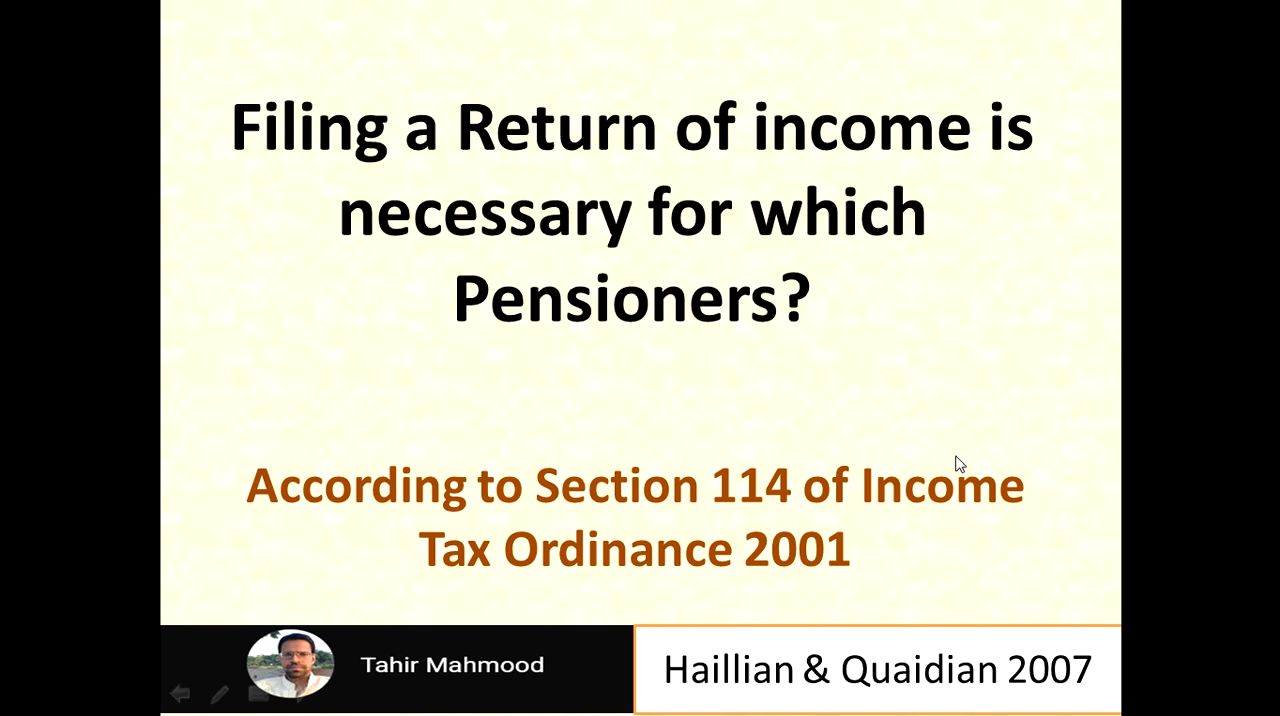 Filing a Return of income is
necessary for which
Pensioners?
According to Section 114 of Income
Tax Ordinance 2001
Tahir Mahmood
Haillian & Quaidian 2007